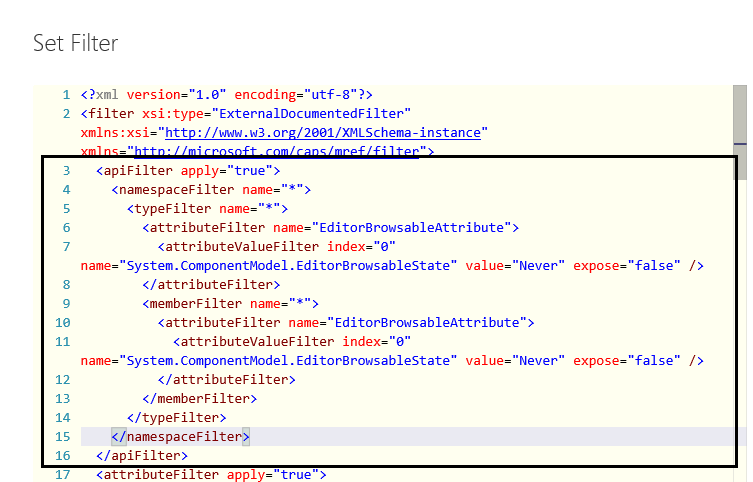 Set Filter
1 <?xml version="1.0" encoding="utf-8"?>
2 <filter xsi:type="ExternalDocumentedFilter"
xmlns:xsi="http://www.w3.org/2001/XMLSchema-instance"
xmlns="http://microsoft.com/caps/mref/filter">
3 <apiFilter apply="true">
4 <namespaceFilter name="*">
5 <typeFilter name="*">
6 <attributeFilter name="EditorBrowsableAttribute">
7 <attributeValueFilter index="0"
name="System.ComponentModel.EditorBrowsableState" value="Never" expose="false" />
8 </attributeFilter>
9 <memberFilter name="*">
10 <attributeFilter name="EditorBrowsableAttribute">
11 <attributeValueFilter index="0"
name="System.ComponentModel.EditorBrowsableState" value="Never" expose="false" />
12 </attributeFilter>
13 </memberFilter>
14 </typeFilter>
15 </namespaceFilter>
16 </apiFilter>
17 <attributeFilter apply="true">